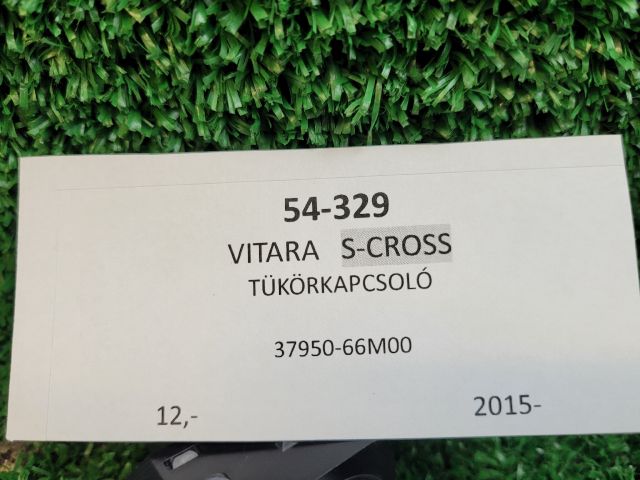 54-329
VITARA S-CROSS
TÜKÖRKAPCSOLÓ
37950-66M00
12,- 2015-